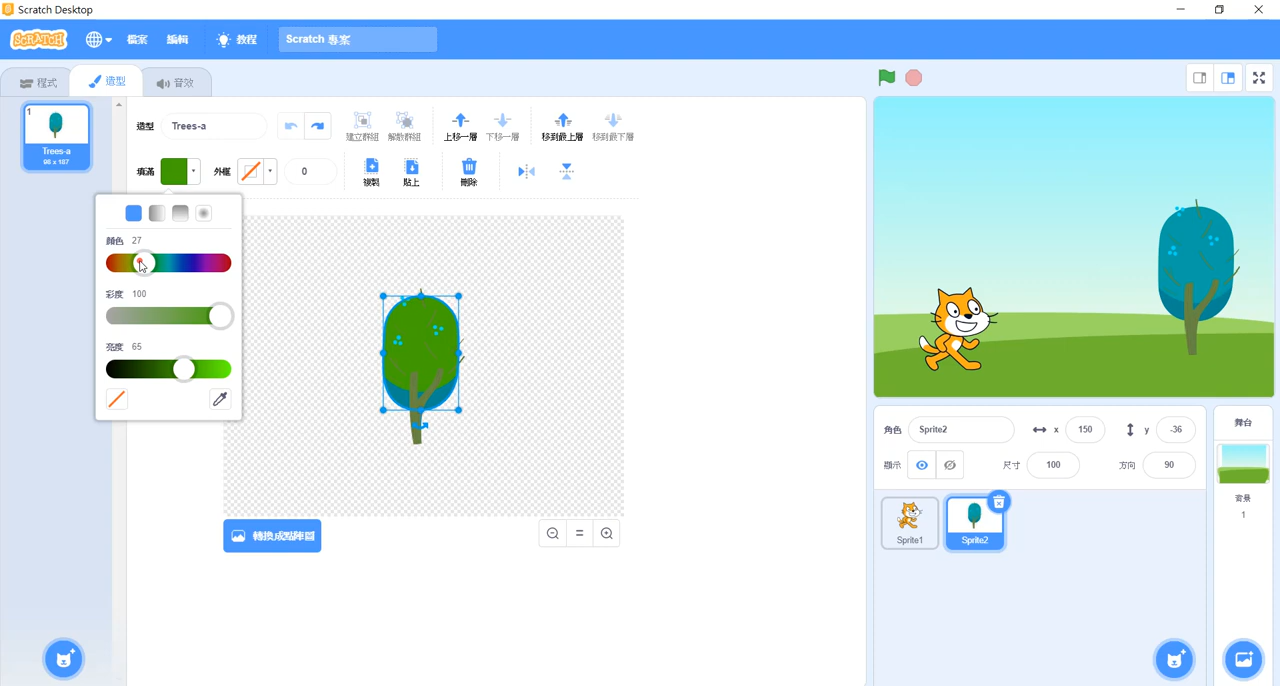 Scratch Desktop
SCRATCH
檔案
編輯
教程
Scratch 專案
程式
造型
音效
1
Trees-a
98 x 187
造型
Trees-a
建立群組
解散群組
上移一層
下移一層
移到最上層
移到最下層
填滿
外框
0
複製
貼上
刪除
顏色 27
彩度 100
亮度 65
轉換成點陣圖
角色
Sprite2
x
150
y
-36
顯示
尺寸
100
方向
90
Sprite1
Sprite2
舞台
背景
1